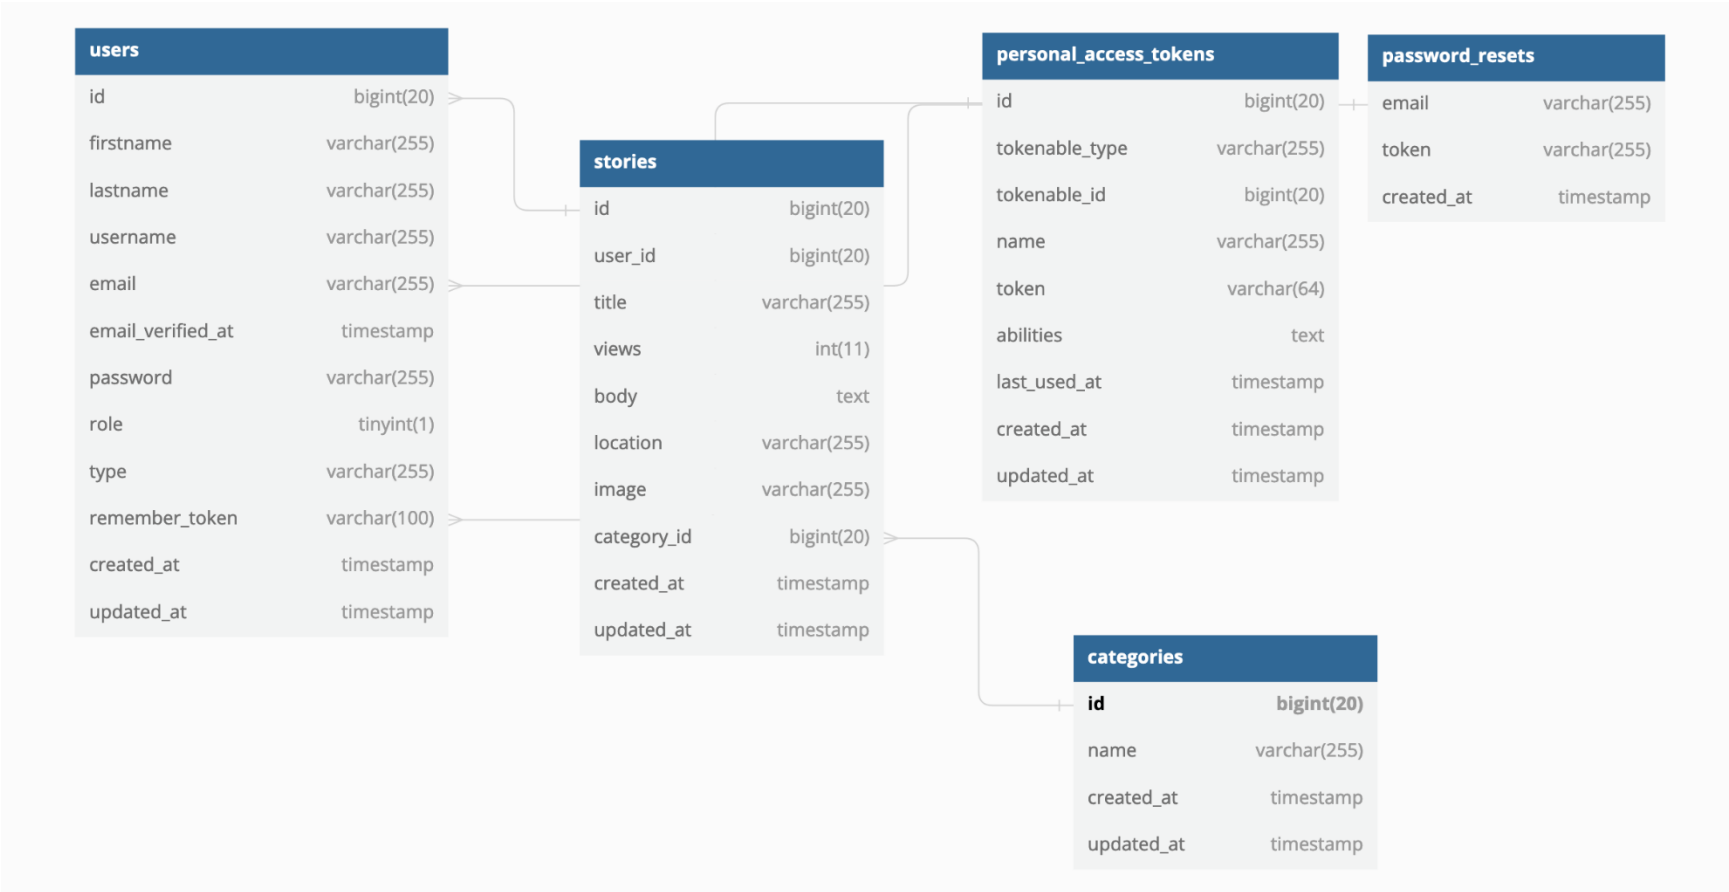 users
id bigint(20)
firstname varchar(255)
lastname varchar(255)
username varchar(255)
email varchar(255)
email_verified_at timestamp
password varchar(255)
role tinyint(1)
type varchar(255)
remember_token varchar(100)
created_at timestamp
updated_at timestamp
stories
id bigint(20)
user_id bigint(20)
title varchar(255)
views int(11)
body text
location varchar(255)
image varchar(255)
category_id bigint(20)
created_at timestamp
updated_at timestamp
personal_access_tokens
id bigint(20)
tokenable_type varchar(255)
tokenable_id bigint(20)
name varchar(255)
token varchar(64)
abilities text
last_used_at timestamp
created_at timestamp
updated_at timestamp
password_resets
email varchar(255)
token varchar(255)
created_at timestamp
categories
id bigint(20)
name varchar(255)
created_at timestamp
updated_at timestamp